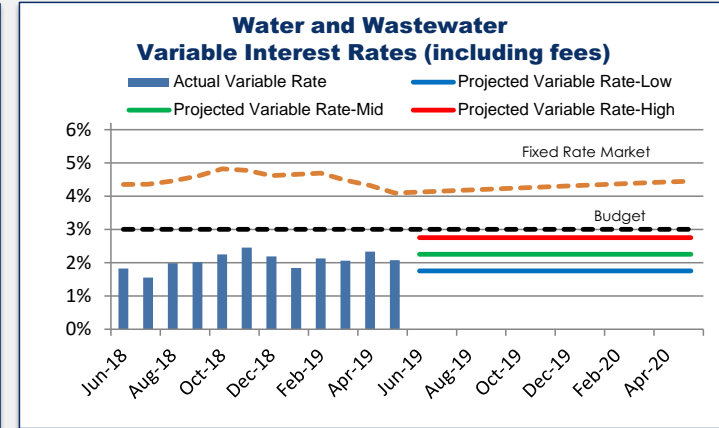 Water and Wastewater
Variable Interest Rates (including fees)
Actual Variable Rate
Projected Variable Rate-Low
Projected Variable Rate-Mid
Projected Variable Rate-High
6%
5%
4%
3%
2%
1%
0%
Fixed Rate Market
Budget
Jun-18
Aug-18
Oct-18
Dec-18
Feb-19
Apr-19
Jun-19
Aug-19
Oct-19
Dec-19
Feb-20
Apr-20